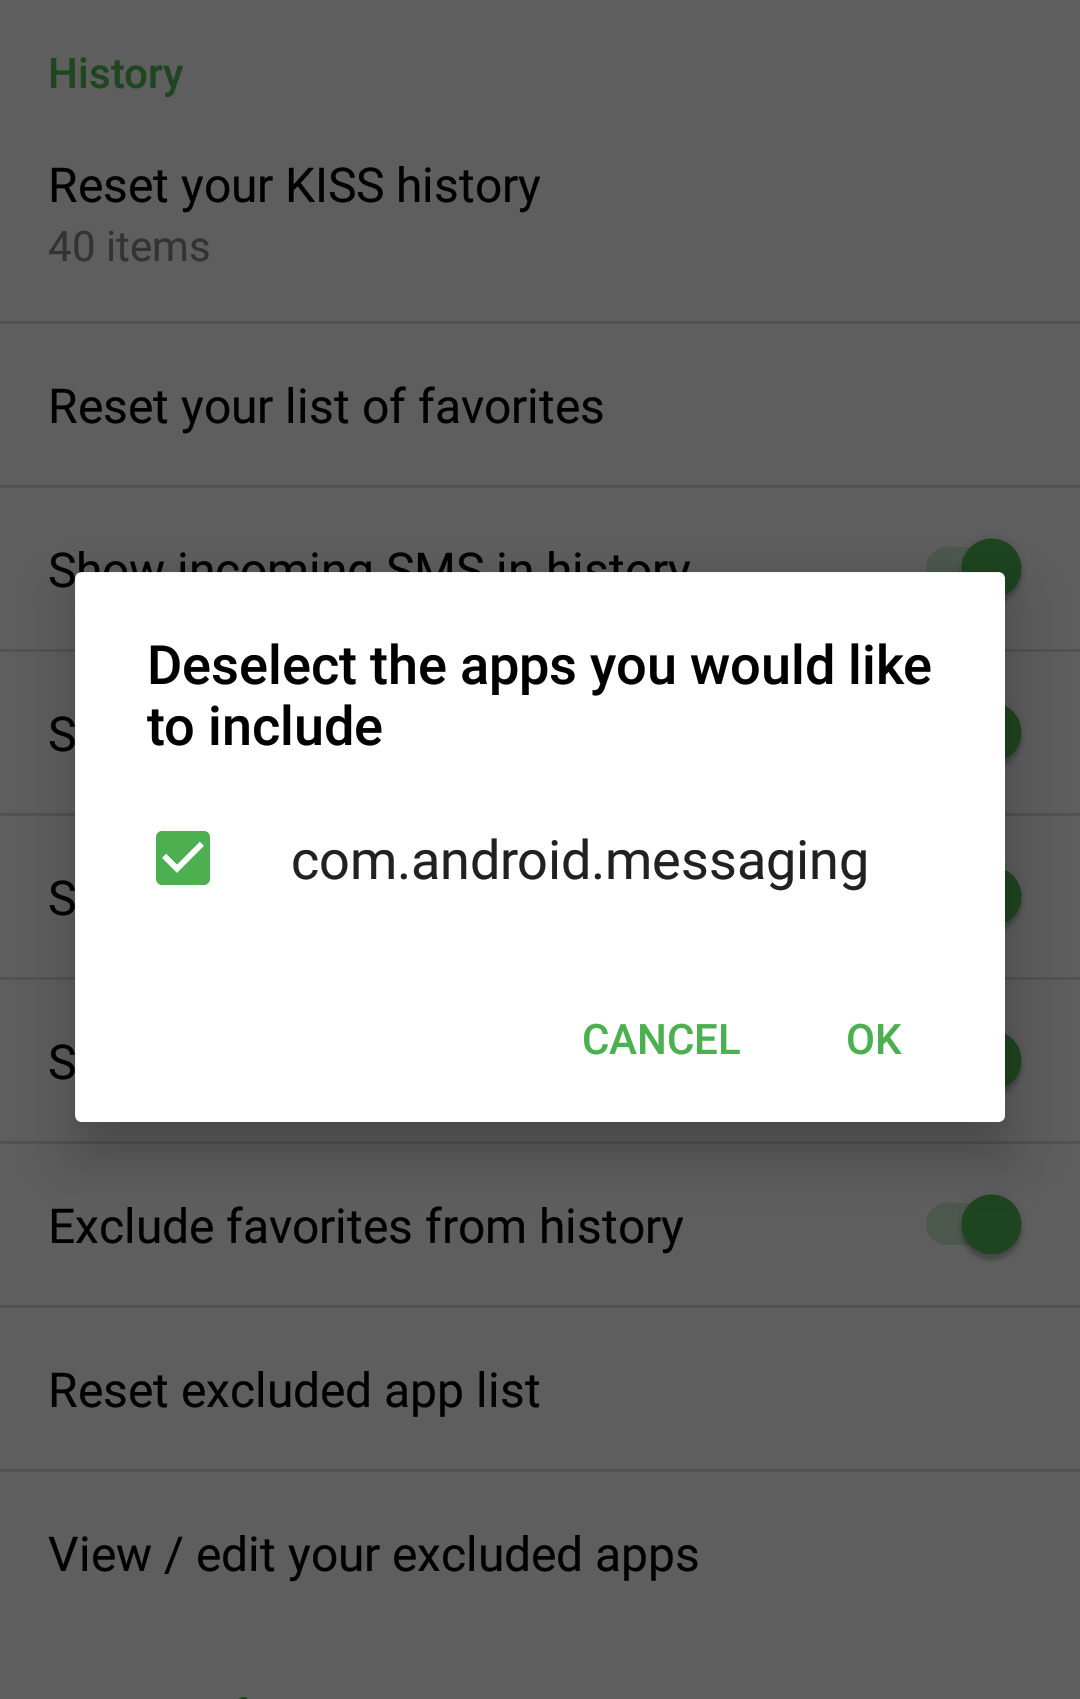 History
Reset your KISS history
40 items
Reset your list of favorites
Show incoming SMS in history
Deselect the apps you would like
to include
com.android.messaging
CANCEL
OK
Exclude favorites from history
Reset excluded app list
View / edit your excluded apps